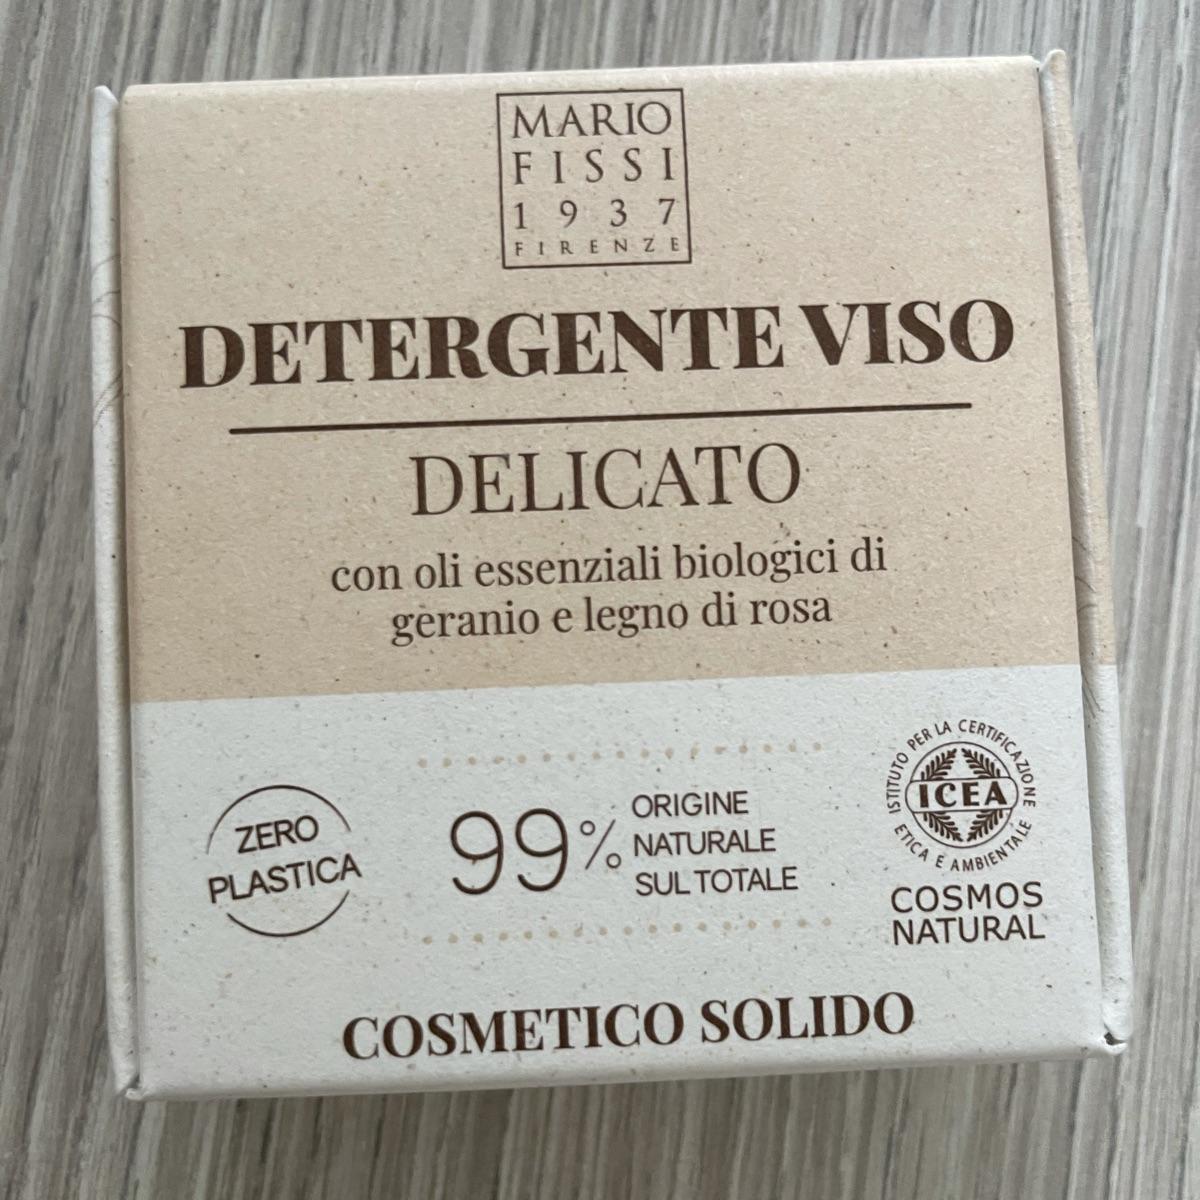 MARIO
FISSI
1937
FIRENZE
DETERGENTE VISO
DELICATO
con oli essenziali biologici di
geranio e legno di rosa
ZERO
PLASTICA
99%
ORIGINE
NATURALE
SUL TOTALE
ISTITUTO PER LA CERTIFICAZIONE
ICEA
ETICA E AMBIENTALE
COSMOS
NATURAL
COSMETICO SOLIDO